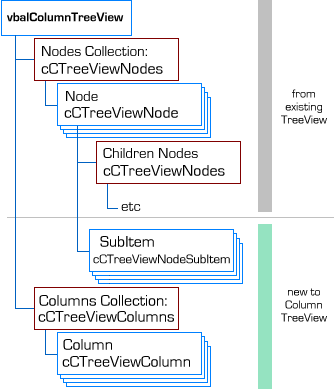 vbalColumnTreeView
Nodes Collection:
cCTreeViewNodes
Node
cCTreeViewNode
from
existing
TreeView
Children Nodes
cCTreeViewNodes
etc
SubItem
cCTreeViewNodeSubItem
Columns Collection:
cCTreeViewColumns
new to
Column
TreeView
Column
cCTreeViewColumn